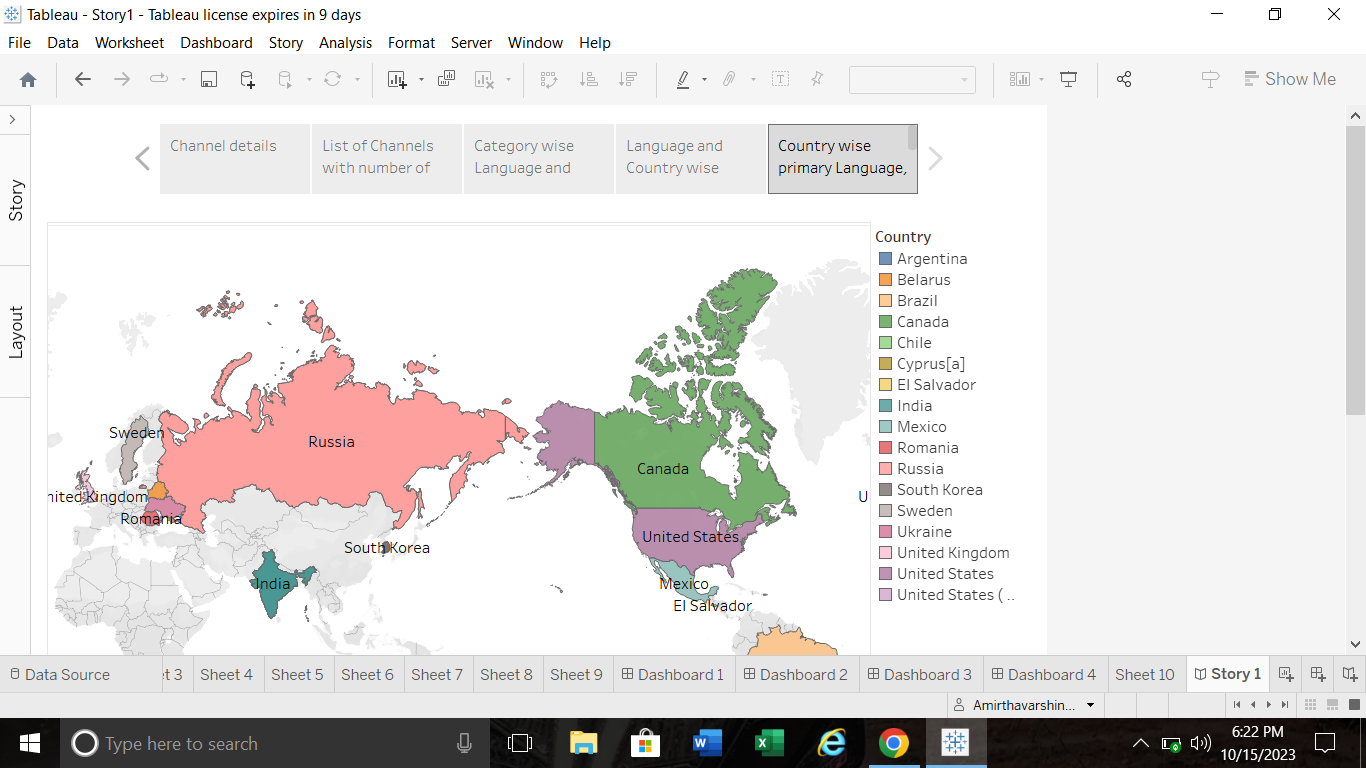 Tableau - Story1 - Tableau license expires in 9 days
File Data Worksheet Dashboard Story Analysis Format Server Window Help
Show Me
Story
Layout
Channel details
List of Channels
with number of
Category wise
Language and
Language and
Country wise
Country wise
primary Language,
Country
Argentina
Belarus
Brazil
Canada
Chile
Cyprus[a]
El Salvador
India
Mexico
Romania
Russia
South Korea
Sweden
Ukraine
United Kingdom
United States
United States ( ..
Sweden
Russia
Canada
nited Kingdom
U
Romania
United States
South Korea
India
Mexico
El Salvador
Data Source
t 3
Sheet 4
Sheet 5
Sheet 6
Sheet 7
Sheet 8
Sheet 9
Dashboard 1
Dashboard 2
Dashboard 3
Dashboard 4
Sheet 10
Story 1
Amirthavarshin...
Type here to search
6:22 PM
10/15/2023